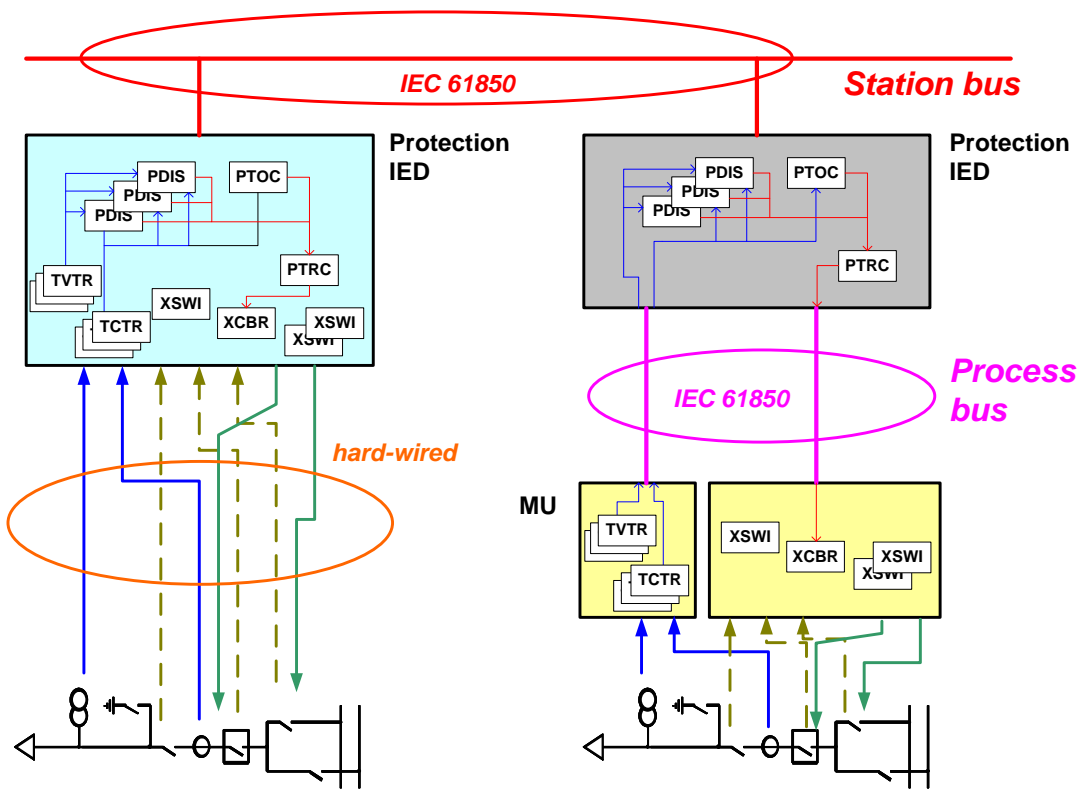 IEC 61850
Station bus
Protection
IED
PDIS
PDIS
PDIS
PTOC
PTRC
TVTR
TCTR
XSWI
XCBR
XSWI
XSWI
hard-wired
Protection
IED
PDIS
PDIS
PDIS
PTOC
PTRC
IEC 61850
Process
bus
MU
TVTR
TCTR
XSWI
XCBR
XSWI
XSWI